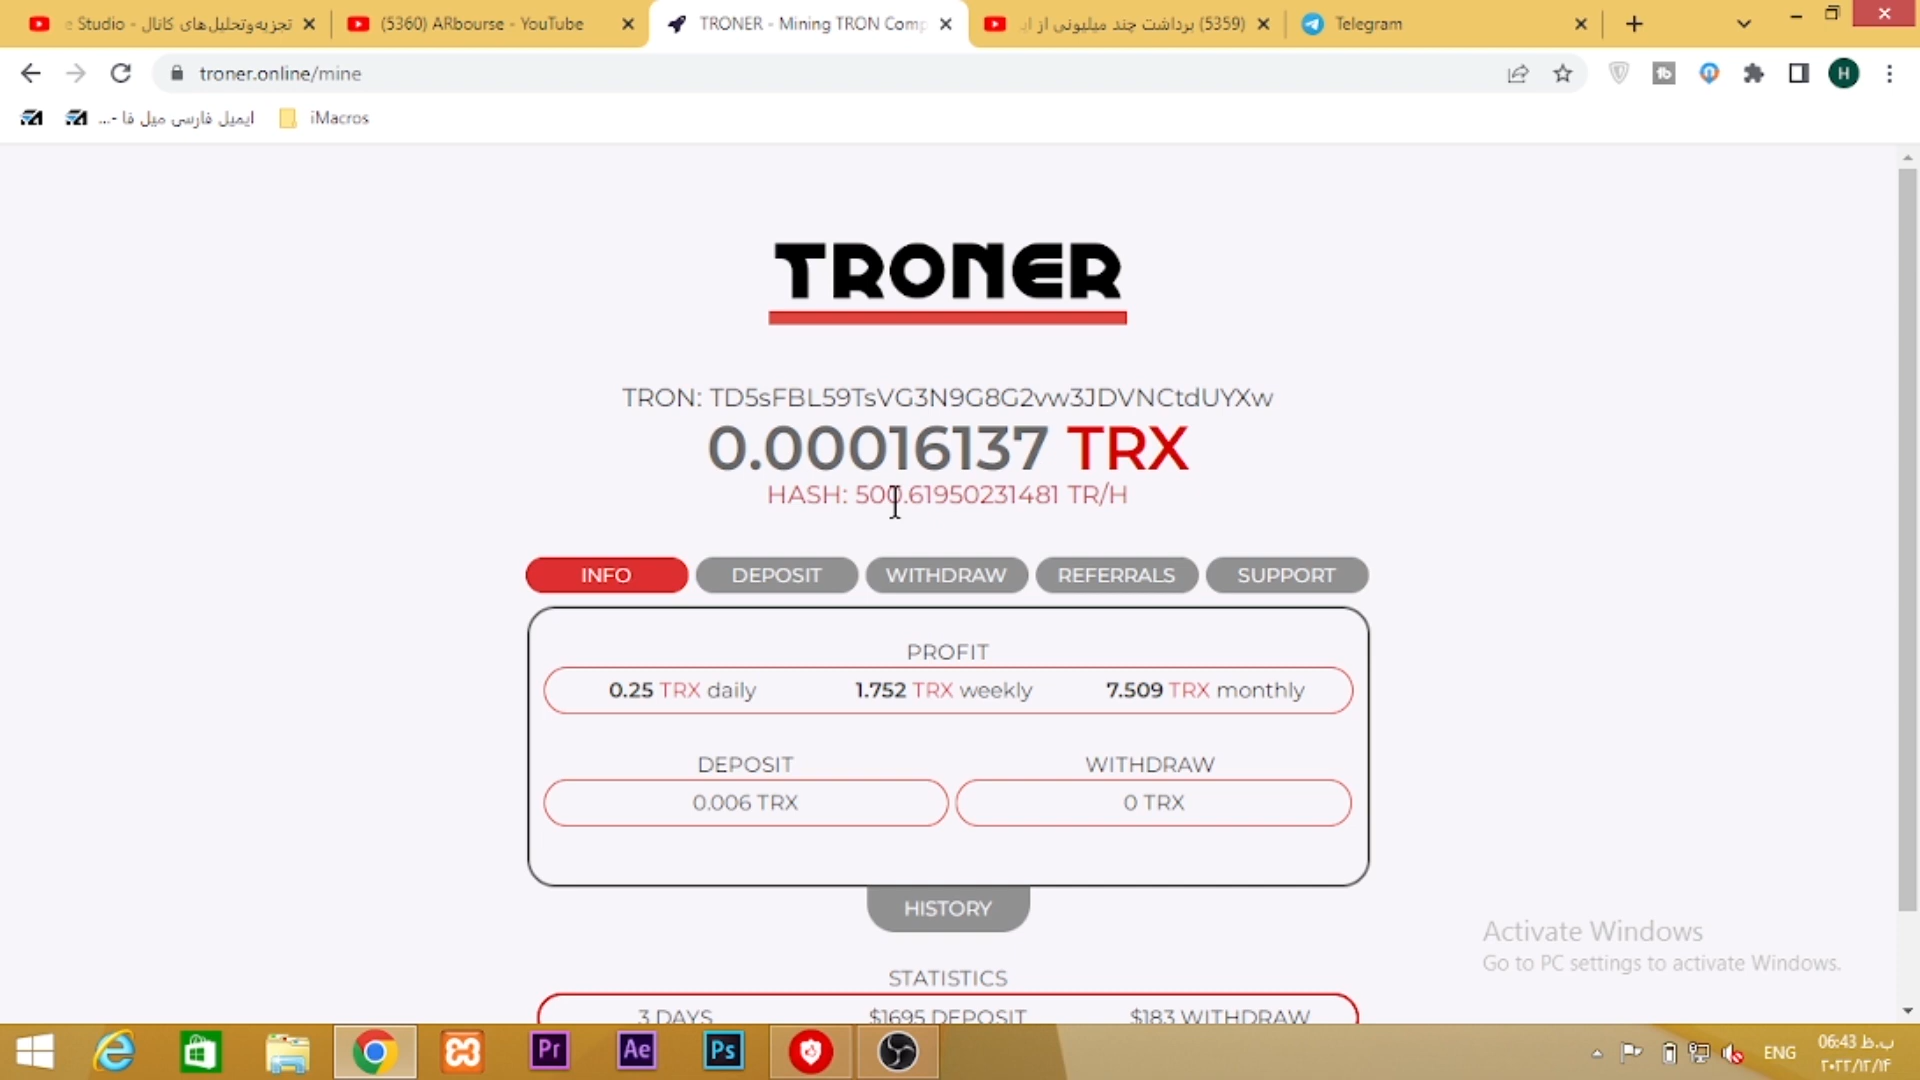 e Studio - تجزیه‌وتحلیل‌های کانال
(5360) ARbourse - YouTube
TRONER - Mining TRON Comp
(5359) برداشت چند میلیونی از ا
Telegram
troner.online/mine
H
ایمیل فارسی میل فا -...
iMacros
TRONER
TRON: TD5sFBL59TsVG3N9G8G2vw3JDVNCtdUYXw
0.00016137 TRX
HASH: 500.61950231481 TR/H
INFO
DEPOSIT
WITHDRAW
REFERRALS
SUPPORT
PROFIT
0.25 TRX daily
1.752 TRX weekly
7.509 TRX monthly
DEPOSIT
WITHDRAW
0.006 TRX
0 TRX
HISTORY
Activate Windows
Go to PC settings to activate Windows.
STATISTICS
3 DAYS
$1695 DEPOSIT
$183 WITHDRAW
Pr
Ae
Ps
ENG
06:43 ب.ظ
۲۰۲۲/۱۲/۱۴